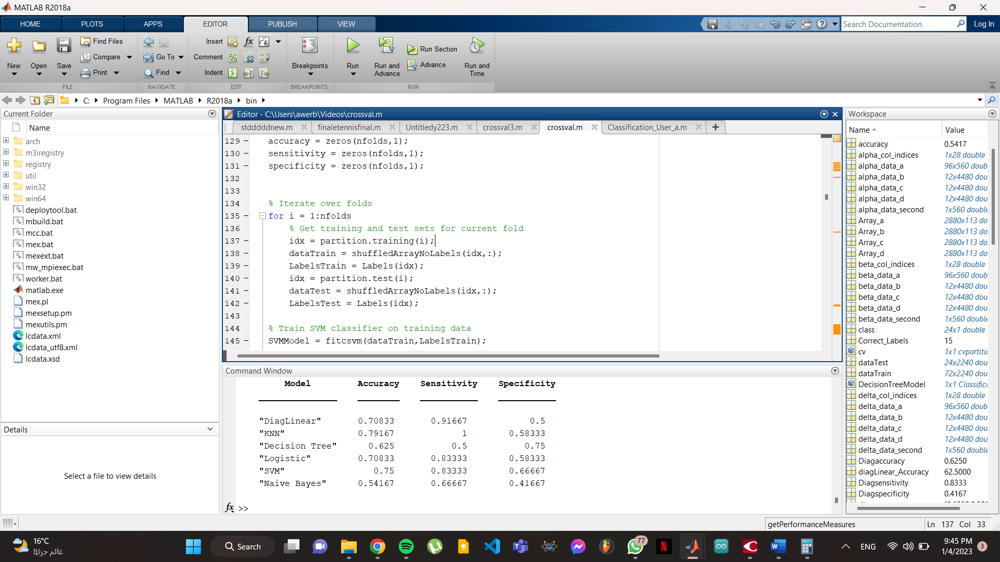 MATLAB R2018a
HOME PLOTS APPS EDITOR PUBLISH VIEW
Search Documentation
Log In
New
Open
Save
Find Files
Compare
Print
FILE
Go To
Find
NAVIGATE
Insert
Comment
Indent
EDIT
Breakpoints
BREAKPOINTS
Run
Run and Advance
Run Section
Advance
Run and Time
RUN
C: Program Files MATLAB R2018a bin
Current Folder
Name
arch
m3iregistry
registry
util
win32
win64
deploytool.bat
mbuild.bat
mcc.bat
mex.bat
mexext.bat
mw_mpiexec.bat
worker.bat
matlab.exe
mex.pl
mexsetup.pm
mexutils.pm
lcdata.xml
lcdata_utf8.xml
lcdata.xsd
Details
Select a file to view details
Editor - C:\Users\awerb\Videos\crossval.m
stdddddnew.m finaletennisfinal.m Untitledy223.m crossval3.m crossval.m Classification_User_a.m
129 accuracy = zeros(nfolds,1);
130 sensitivity = zeros(nfolds,1);
131 specificity = zeros(nfolds,1);
132
133
134 % Iterate over folds
135 for i = 1:nfolds
136 % Get training and test sets for current fold
137 idx = partition.training(i);
138 dataTrain = shuffledArrayNoLabels(idx,:);
139 LabelsTrain = Labels(idx);
140 idx = partition.test(i);
141 dataTest = shuffledArrayNoLabels(idx,:);
142 LabelsTest = Labels(idx);
143
144 % Train SVM classifier on training data
145 SVMModel = fitcsvm(dataTrain,LabelsTrain);
Command Window
Model Accuracy Sensitivity Specificity
"DiagLinear" 0.70833 0.91667 0.5
"KNN" 0.79167 1 0.58333
"Decision Tree" 0.625 0.5 0.75
"Logistic" 0.70833 0.83333 0.58333
"SVM" 0.75 0.83333 0.66667
"Naive Bayes" 0.54167 0.66667 0.41667
fx >>
Workspace
Name Value
accuracy 0.5417
alpha_col_indices 1x28 double
alpha_data_a 96x560 doub
alpha_data_b 12x4480 dou
alpha_data_c 12x4480 dou
alpha_data_d 12x4480 dou
alpha_data_second 1x560 double
Array_a 2880x113 do
Array_b 2880x113 do
Array_c 2880x113 do
Array_d 2880x113 do
beta_col_indices 1x28 double
beta_data_a 96x560 doub
beta_data_b 12x4480 dou
beta_data_c 12x4480 dou
beta_data_d 12x4480 dou
beta_data_second 1x560 double
class 24x1 double
Correct_Labels 15
cv 1x1 cvpartitic
dataTest 24x2240 dou
dataTrain 72x2240 dou
DecisionTreeModel 1x1 Classific
delta_col_indices 1x28 double
delta_data_a 96x560 doub
delta_data_b 12x4480 dou
delta_data_c 12x4480 dou
delta_data_d 12x4480 dou
delta_data_second 1x560 double
Diagaccuracy 0.6250
diagLinear_Accuracy 62.5000
Diagsensitivity 0.8333
Diagspecificity 0.4167
getPerformanceMeasures
Ln 137 Col 33
16°C
غائم جزئيًا
Search
77
ENG
9:45 PM
1/4/2023
3